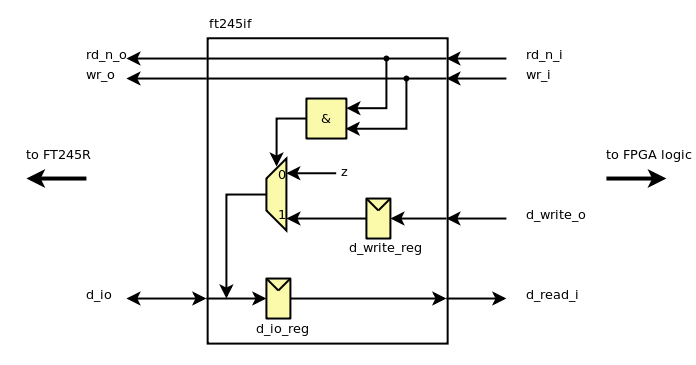 ft245if
rd_n_o
rd_n_i
wr_o
wr_i
&
to FT245R
to FPGA logic
0
z
1
d_write_o
d_write_reg
d_io
d_read_i
d_io_reg